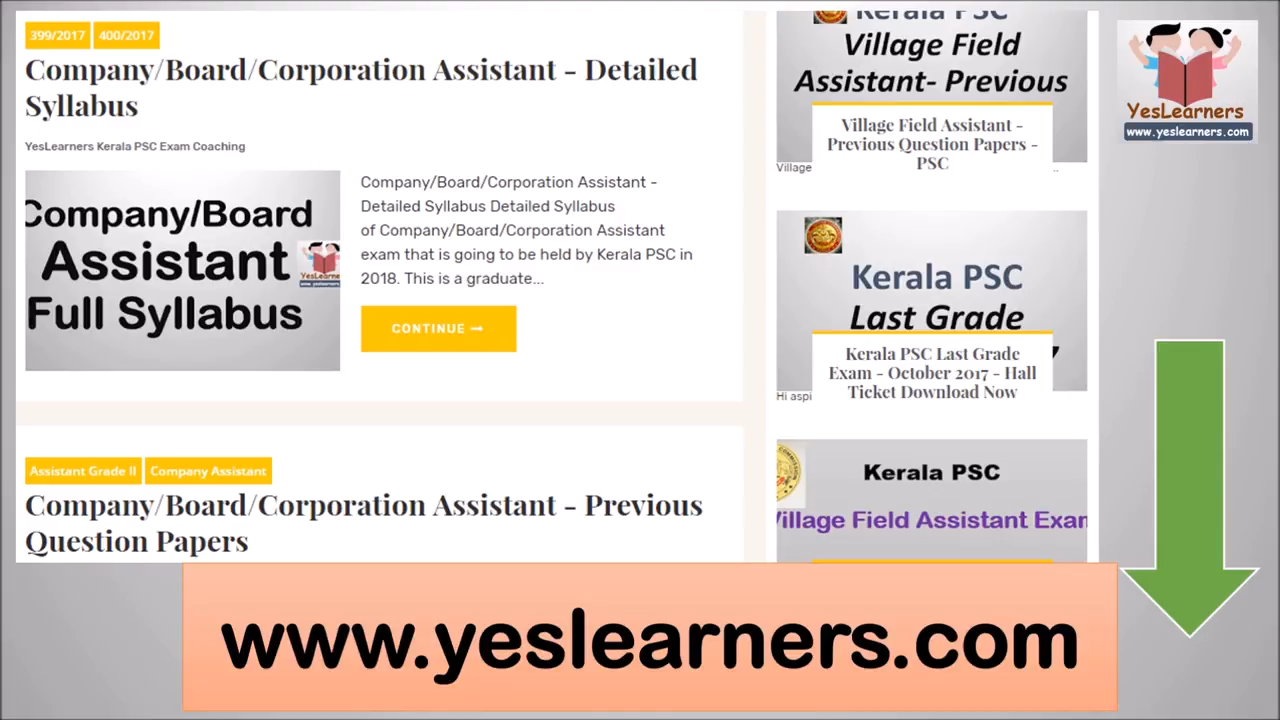 399/2017 400/2017
Company/Board/Corporation Assistant - Detailed
Syllabus
YesLearners Kerala PSC Exam Coaching
Company/Board
Assistant
Full Syllabus
YesLearners
Company/Board/Corporation Assistant -
Detailed Syllabus Detailed Syllabus
of Company/Board/Corporation Assistant
exam that is going to be held by Kerala PSC in
2018. This is a graduate...
CONTINUE
Assistant Grade II Company Assistant
Company/Board/Corporation Assistant - Previous
Question Papers
Kerala PSC
Village Field
Assistant- Previous
Village Field Assistant -
Previous Question Papers -
PSC
Village ...
Kerala PSC
Last Grade
Kerala PSC Last Grade
Exam - October 2017 - Hall
Ticket Download Now
Hi aspi
Kerala PSC
Village Field Assistant Exam
YesLearners
www.yeslearners.com
www.yeslearners.com